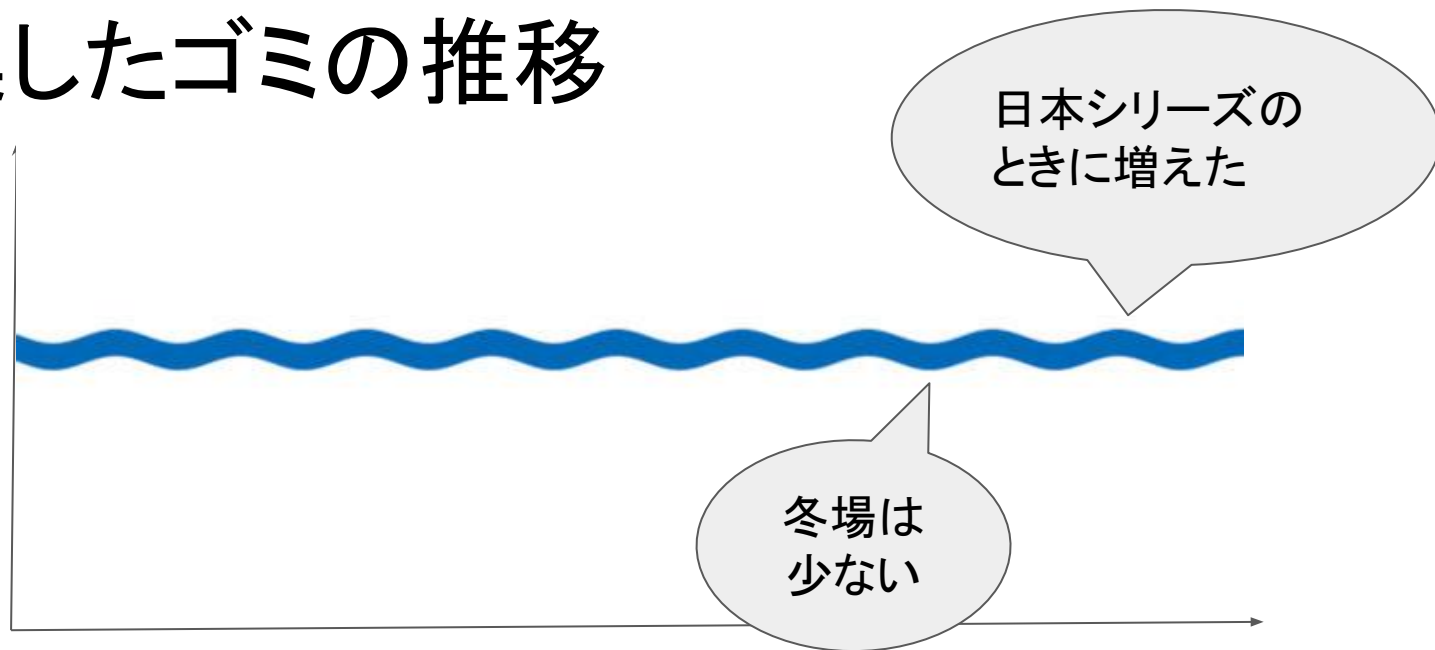 したゴミの推移
日本シリーズの
ときに増えた
冬場は
少ない